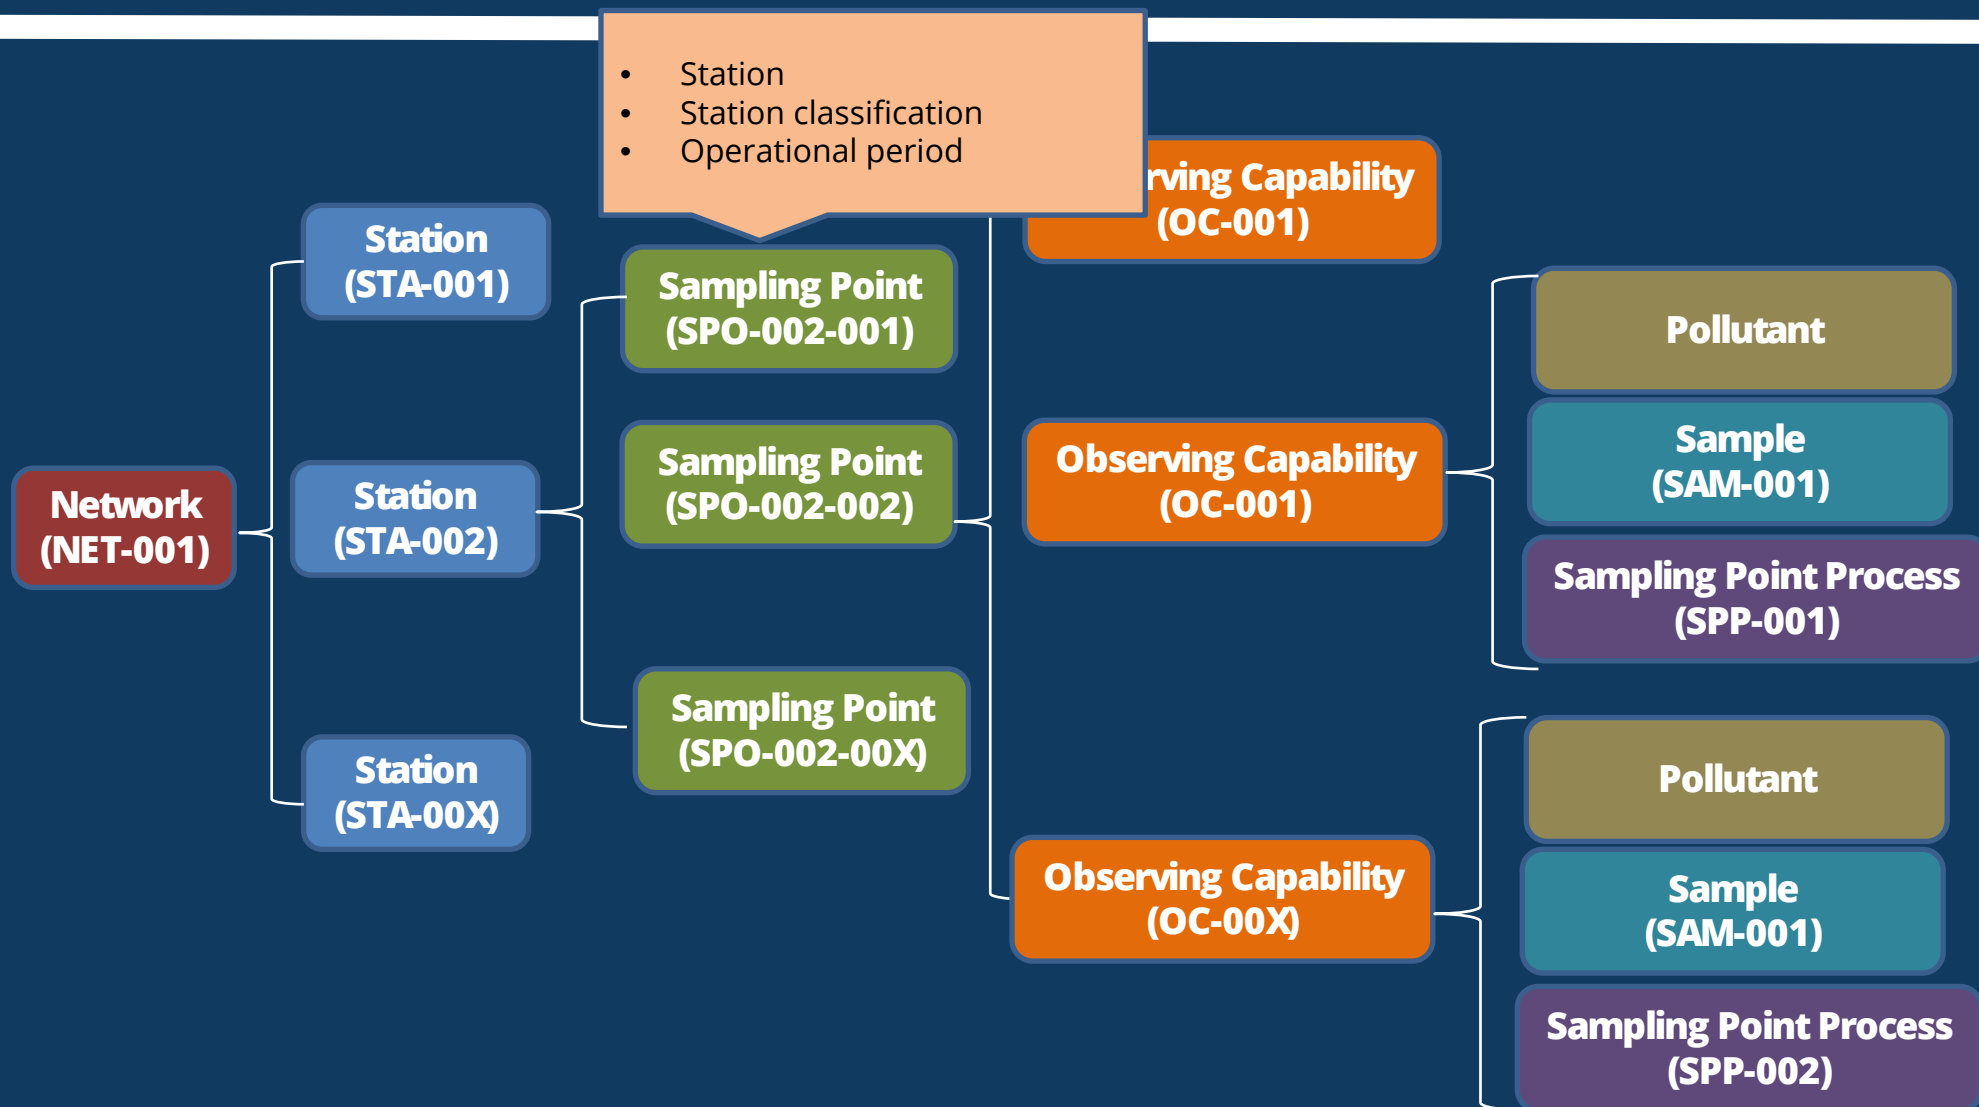 • Station
• Station classification
• Operational period
rving Capability
(OC-001)
Station
(STA-001)
Sampling Point
(SPO-002-001)
Pollutant
Sample
(SAM-001)
Observing Capability
(OC-001)
Sampling Point
(SPO-002-002)
Station
(STA-002)
Network
(NET-001)
Sampling Point Process
(SPP-001)
Sampling Point
(SPO-002-00X)
Station
(STA-00X)
Pollutant
Observing Capability
(OC-00X)
Sample
(SAM-001)
Sampling Point Process
(SPP-002)